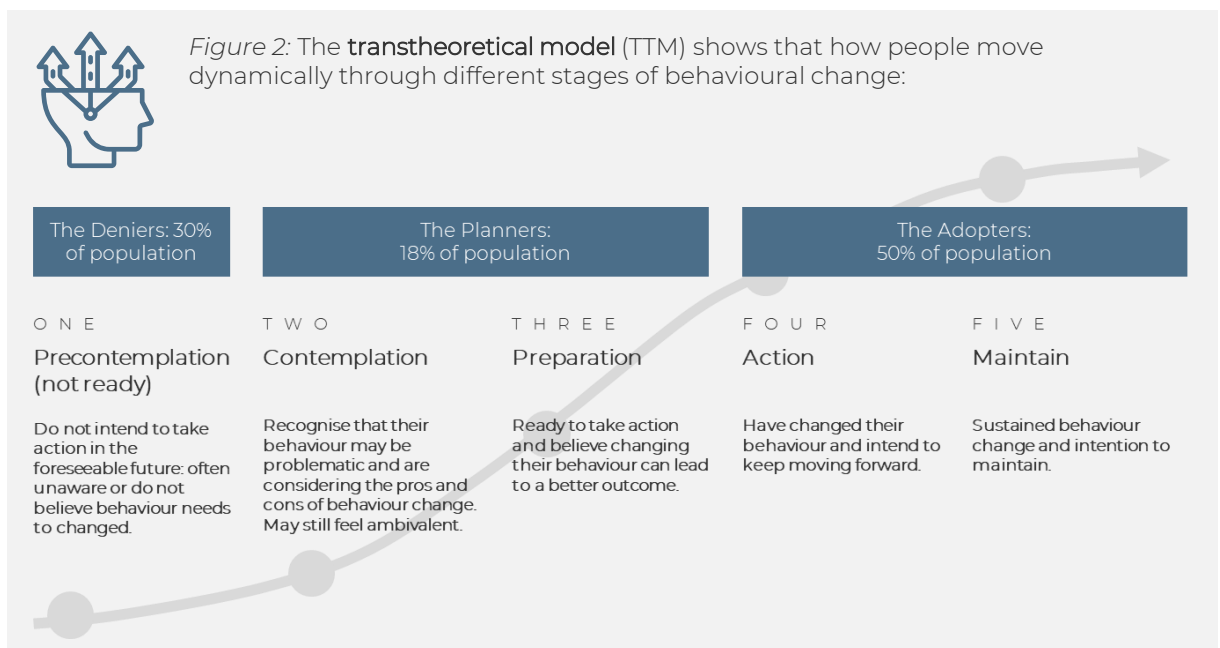 Figure 2: The transtheoretical model (TTM) shows that how people move
dynamically through different stages of behavioural change:
The Deniers: 30%
of population
The Planners:
18% of population
The Adopters:
50% of population
O N E
Precontemplation
(not ready)
Do not intend to take
action in the
foreseeable future: often
unaware or do not
believe behaviour needs
to changed.
T W O
Contemplation
Recognise that their
behaviour may be
problematic and are
considering the pros and
cons of behaviour change.
May still feel ambivalent.
T H R E E
Preparation
Ready to take action
and believe changing
their behaviour can lead
to a better outcome.
F O U R
Action
Have changed their
behaviour and intend to
keep moving forward.
F I V E
Maintain
Sustained behaviour
change and intention to
maintain.